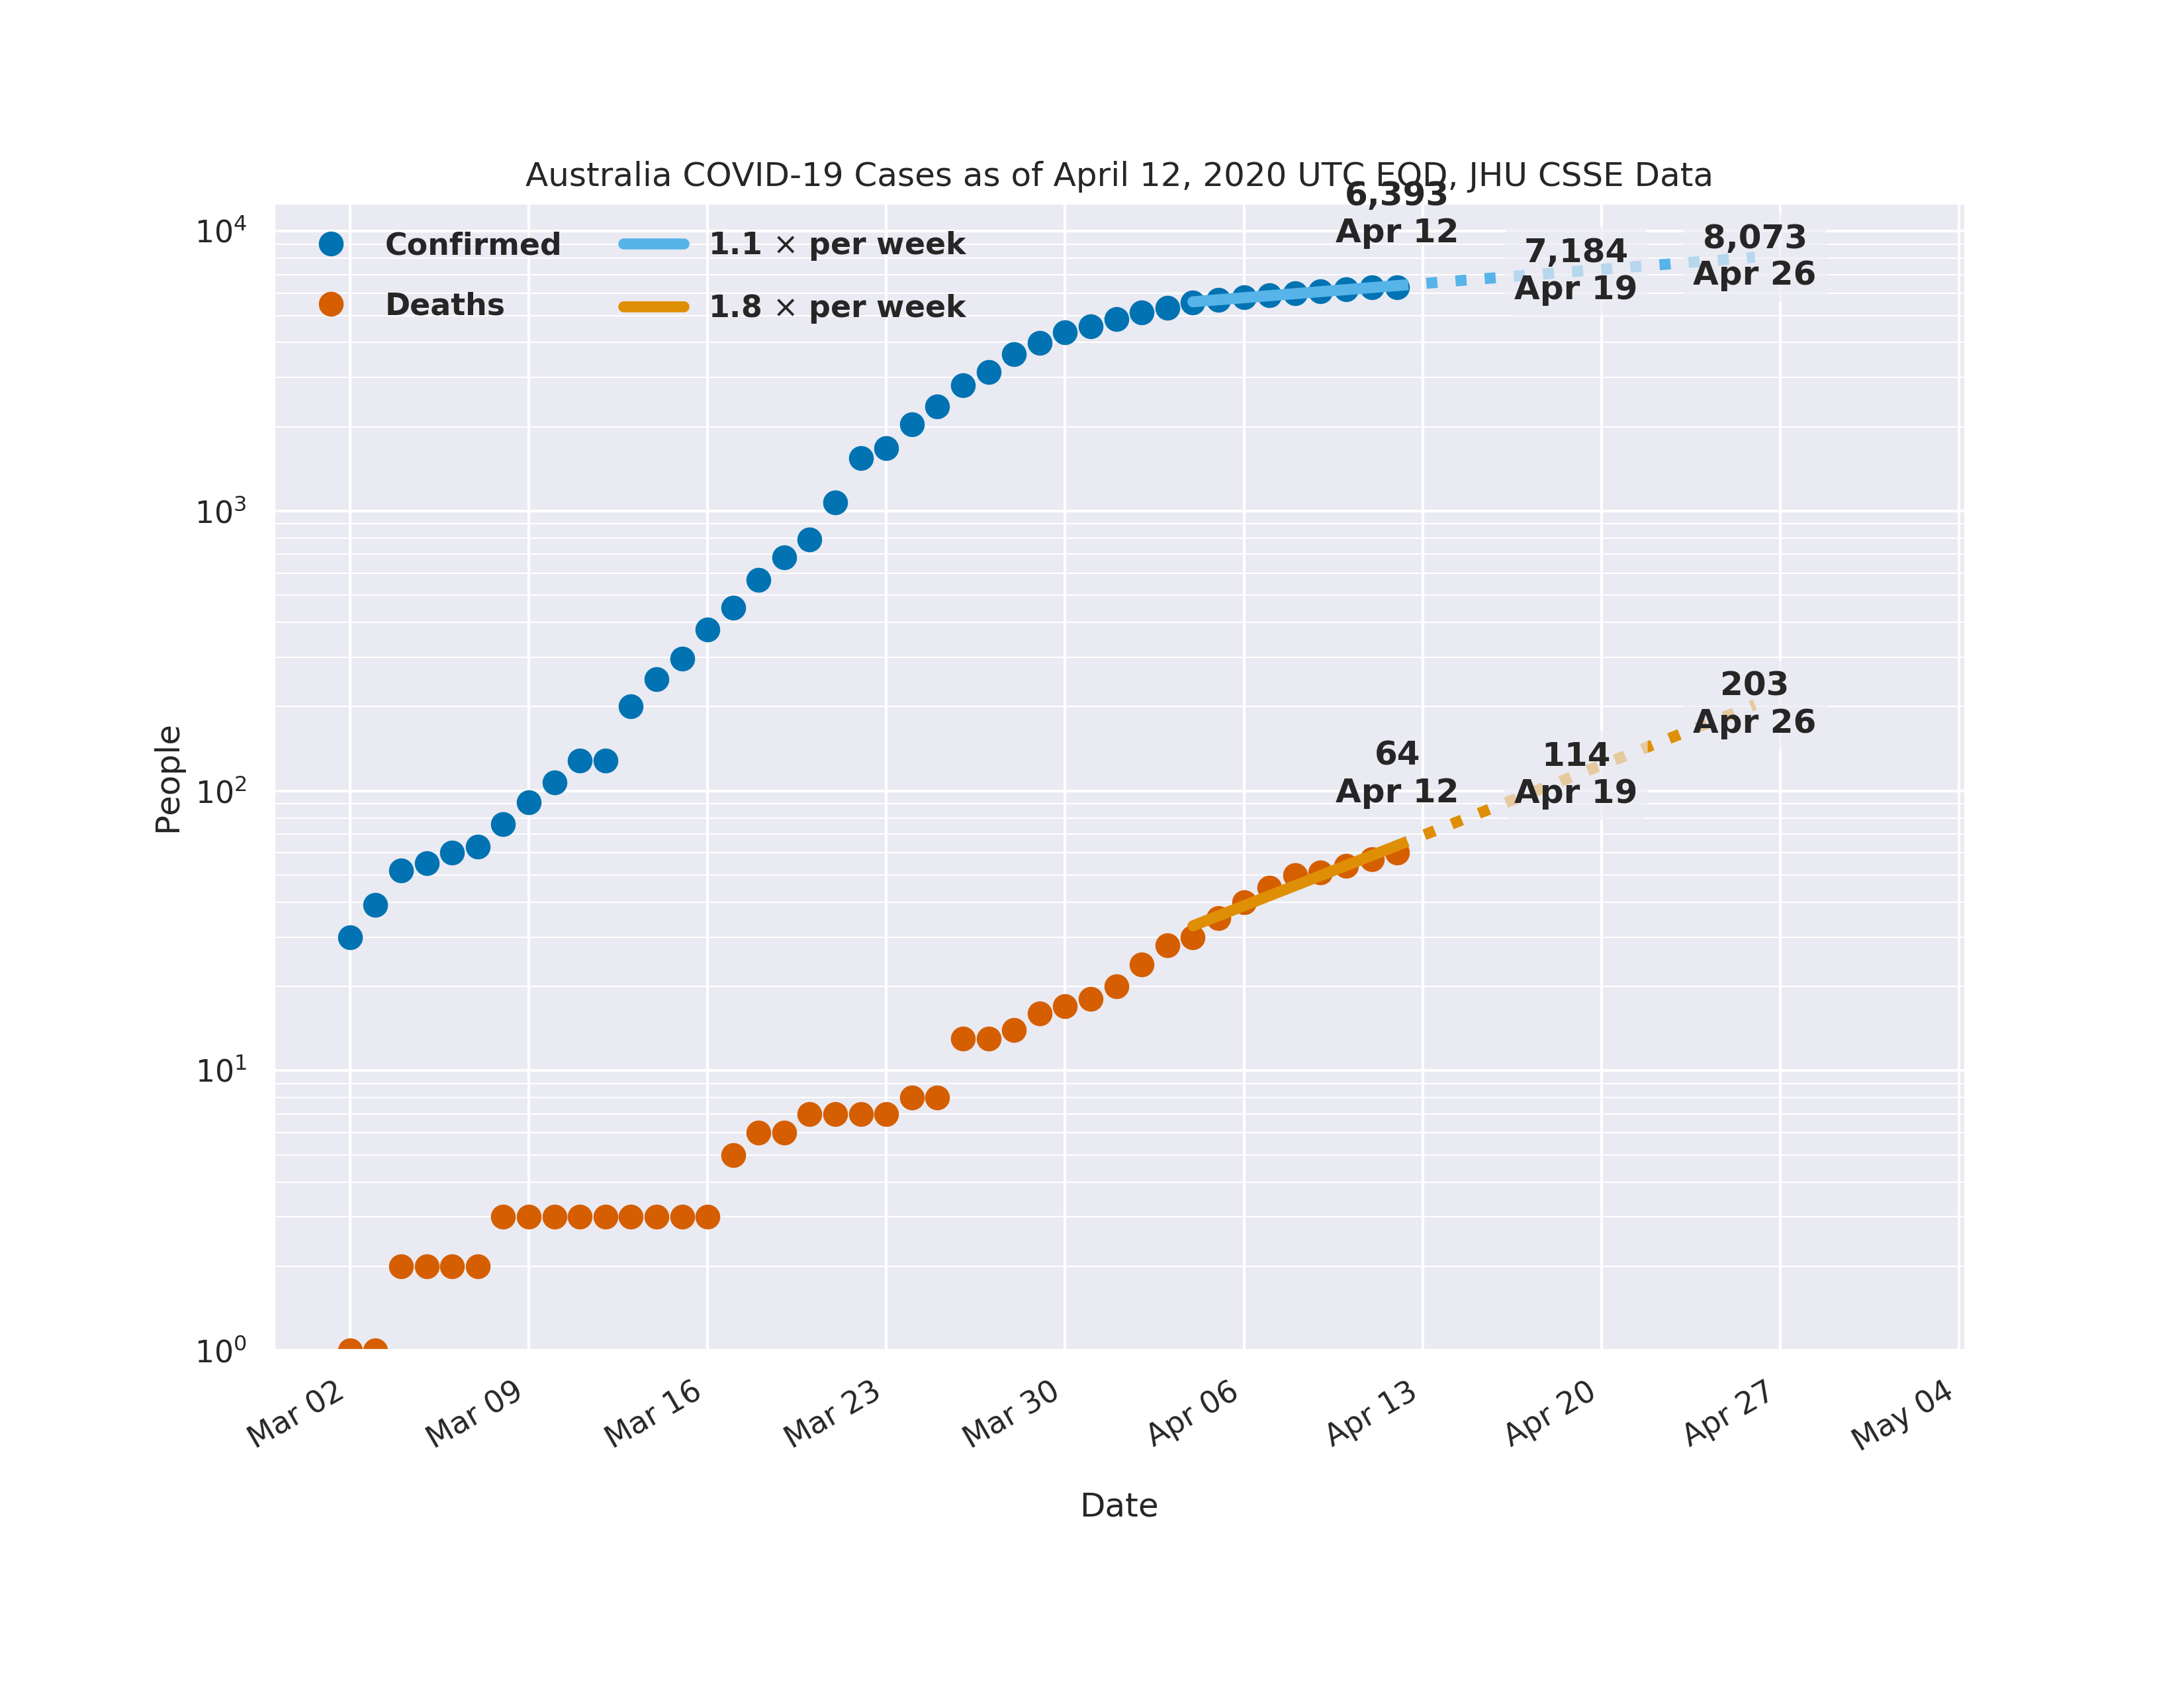 Australia COVID-19 Cases as of April 12, 2020 UTC EOD, JHU CSSE Data
6,393
Apr 12
7,184
Apr 19
8,073
Apr 26
Confirmed
1.1 × per week
Deaths
1.8 × per week
203
Apr 26
64
Apr 12
114
Apr 19
People
10⁴
10³
10²
10¹
10⁰
Mar 02
Mar 09
Mar 16
Mar 23
Mar 30
Apr 06
Apr 13
Apr 20
Apr 27
May 04
Date